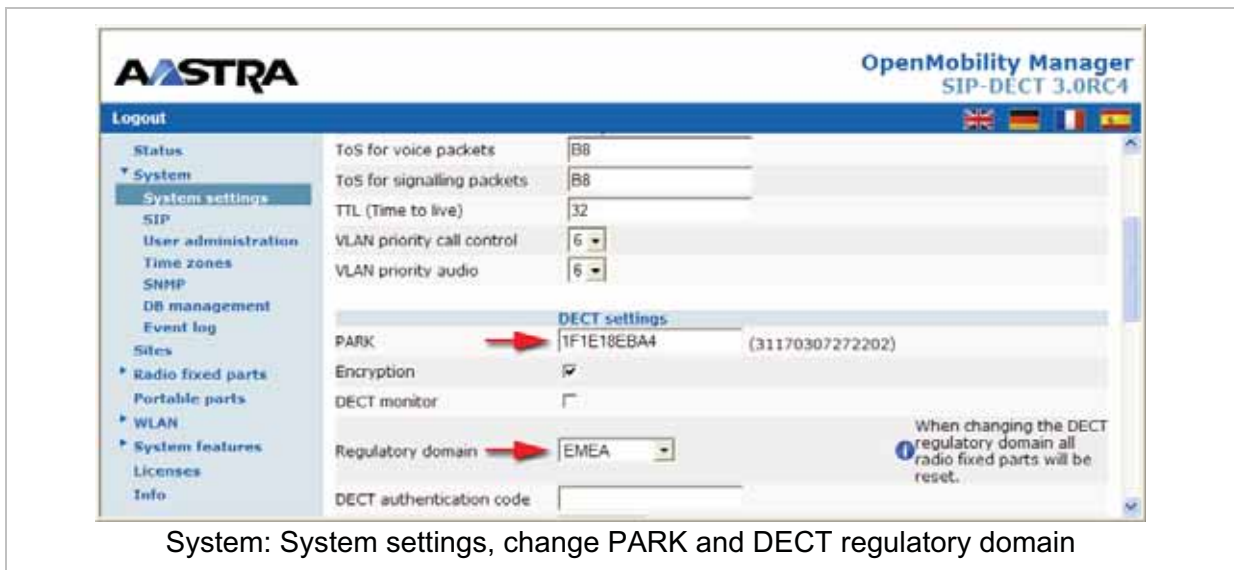 AASTRA
OpenMobility Manager
SIP-DECT 3.0RC4
Logout
Status
System
System settings
SIP
User administration
Time zones
SNMP
DB management
Event log
Sites
Radio fixed parts
Portable parts
WLAN
System features
Licenses
Info
ToS for voice packets B8
ToS for signalling packets B8
TTL (Time to live) 32
VLAN priority call control 6
VLAN priority audio 6
DECT settings
PARK 1F1E18EBA4 (31170307272202)
Encryption
DECT monitor
Regulatory domain EMEA
When changing the DECT
regulatory domain all
radio fixed parts will be
reset.
DECT authentication code
System: System settings, change PARK and DECT regulatory domain